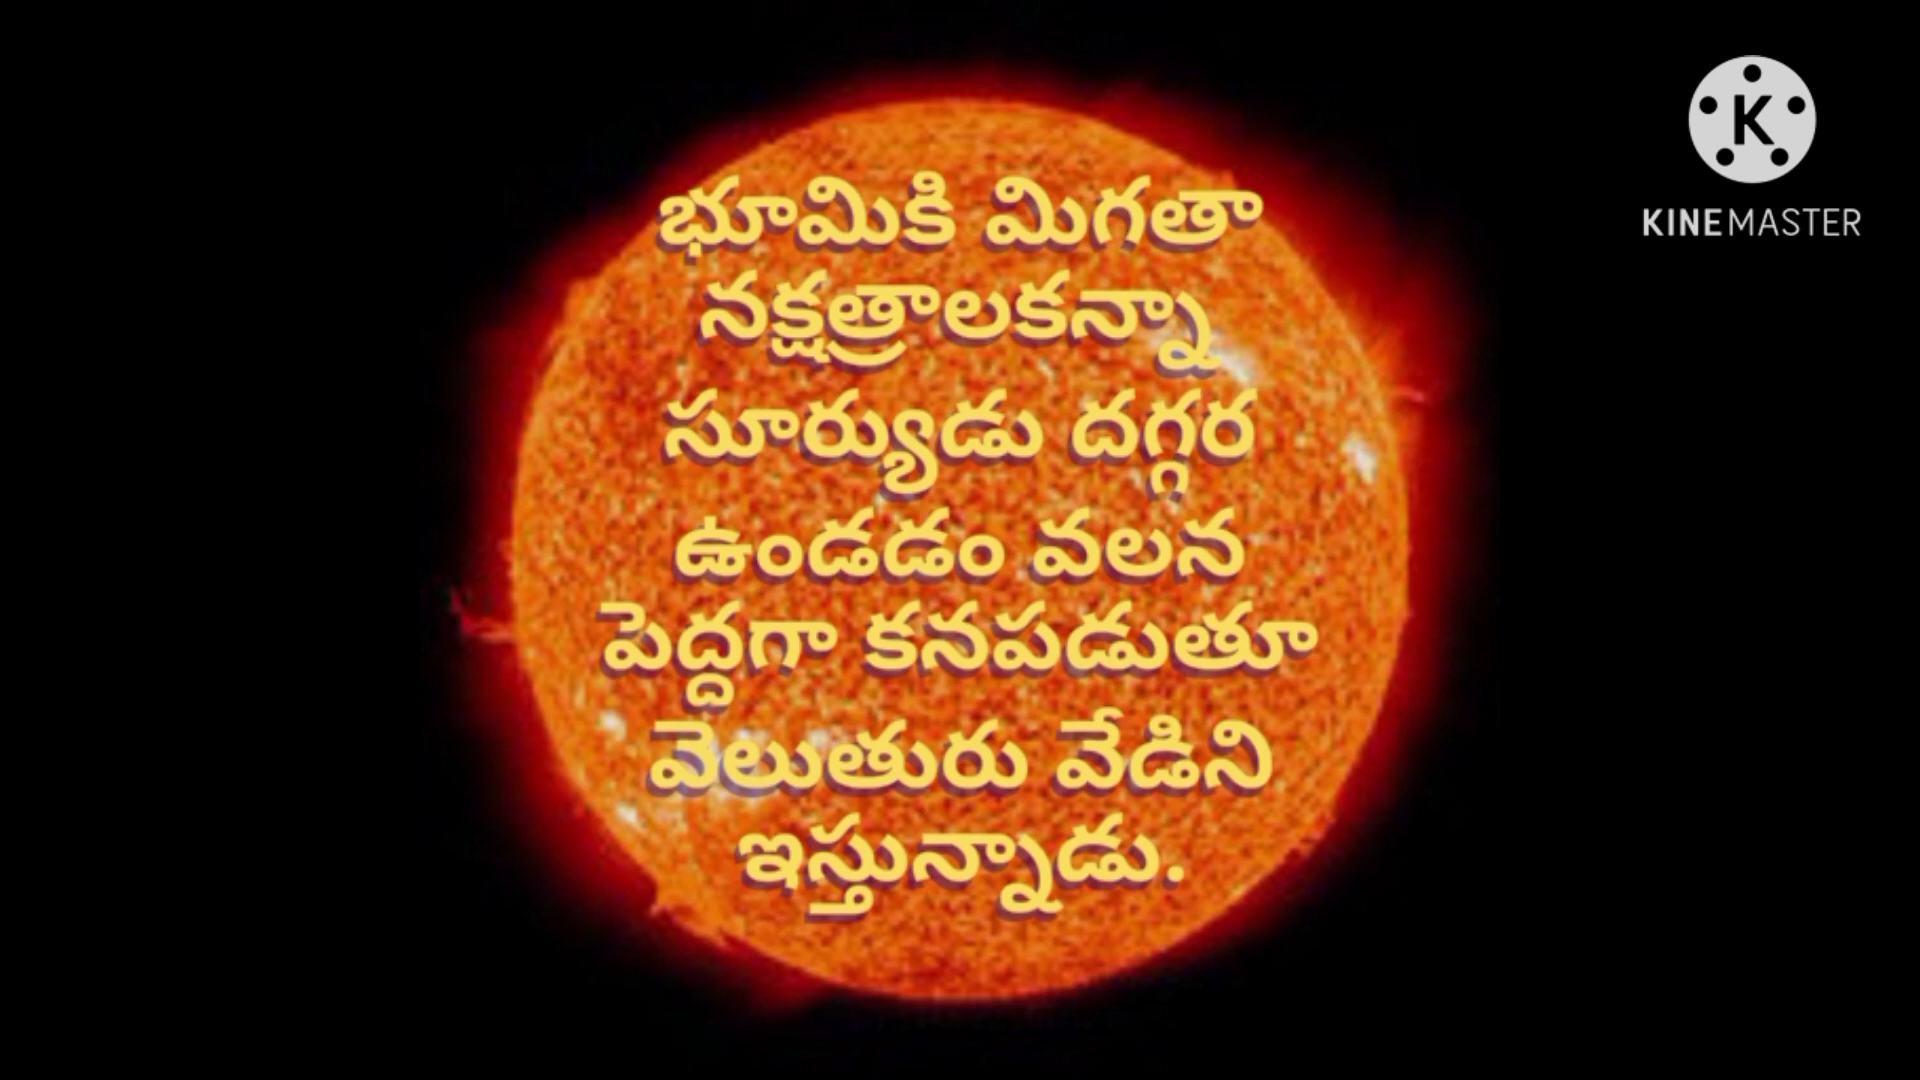 భూమికి మిగతా
నక్షత్రాలకన్నా
సూర్యుడు దగ్గర
ఉండడం వలన
పెద్దగా కనపడుతూ
వెలుతురు వేడిని
ఇస్తున్నాడు.
K
KINEMASTER